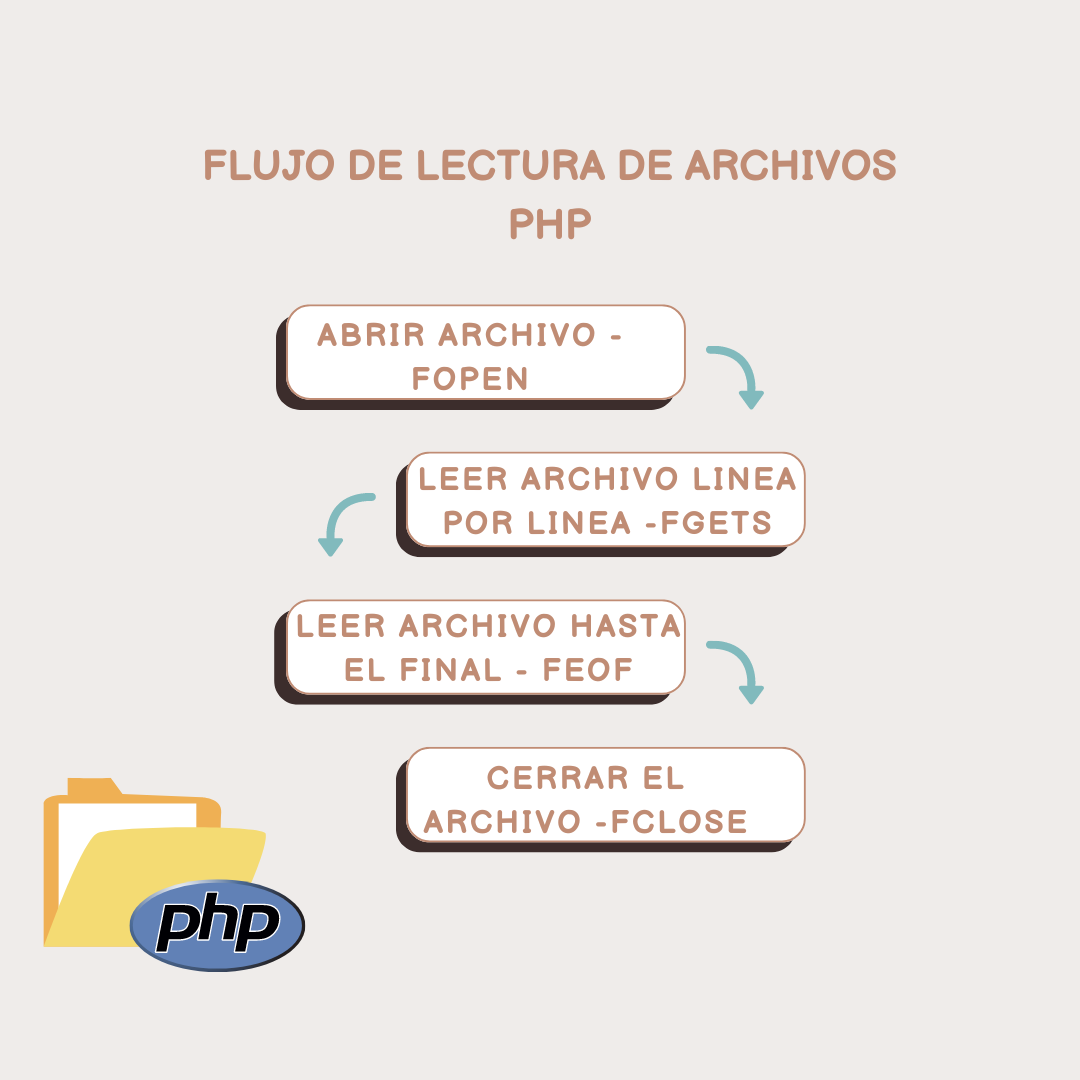 FLUJO DE LECTURA DE ARCHIVOS
PHP
ABRIR ARCHIVO -
FOPEN
LEER ARCHIVO LINEA
POR LINEA -FGETS
LEER ARCHIVO HASTA
EL FINAL - FEOF
CERRAR EL
ARCHIVO -FCLOSE
php